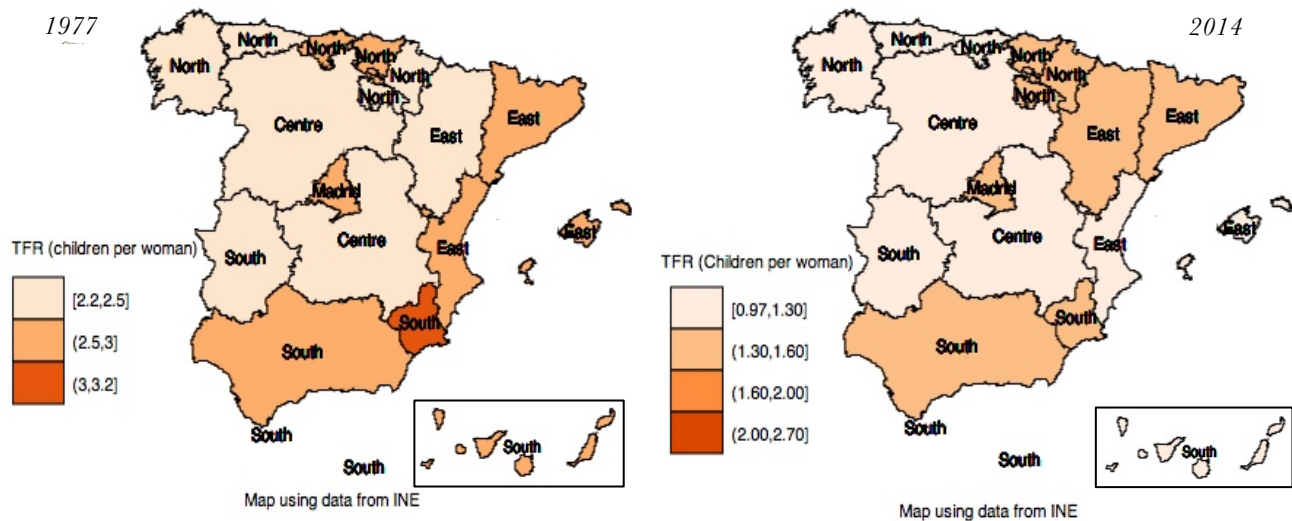 1977
North
North
North
North
North
North
Centre
East
East
Madrid
Centre
East
East
South
South
South
South
South
South
TFR (children per woman)
[2.2,2.5]
(2.5,3]
(3,3.2]
Map using data from INE
2014
North
North
North
North
North
North
Centre
East
East
Madrid
Centre
East
East
South
South
South
South
South
South
TFR (Children per woman)
[0.97,1.30]
(1.30,1.60]
(1.60,2.00]
(2.00,2.70]
Map using data from INE